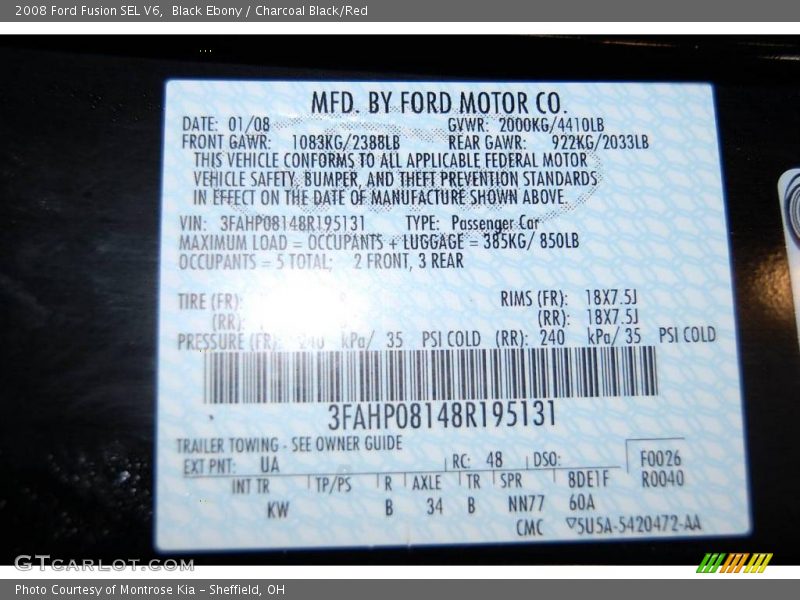 2008 Ford Fusion SEL V6,  Black Ebony / Charcoal Black/Red
MFD. BY FORD MOTOR CO.
DATE: 01/08 GVWR: 2000KG/4410LB
FRONT GAWR: 1083KG/2388LB REAR GAWR: 922KG/2033LB
THIS VEHICLE CONFORMS TO ALL APPLICABLE FEDERAL MOTOR
VEHICLE SAFETY, BUMPER, AND THEFT PREVENTION STANDARDS
IN EFFECT ON THE DATE OF MANUFACTURE SHOWN ABOVE.
VIN: 3FAHP08148R195131 TYPE: Passenger Car
MAXIMUM LOAD = OCCUPANTS + LUGGAGE = 385KG/ 850LB
OCCUPANTS = 5 TOTAL; 2 FRONT, 3 REAR
TIRE (FR): RIMS (FR): 18X7.5J
(RR): (RR): 18X7.5J
PRESSURE (FR): 240 kPa/ 35 PSI COLD (RR): 240 kPa/ 35 PSI COLD
3FAHP08148R195131
TRAILER TOWING - SEE OWNER GUIDE
EXT PNT: UA RC: 48 DSO: F0026
INT TR TP/PS R AXLE TR SPR 8DE1F R0040
KW B 34 B NN77 60A
CMC ▽5U5A-5420472-AA
GTCARLOT.COM
Photo Courtesy of Montrose Kia – Sheffield, OH